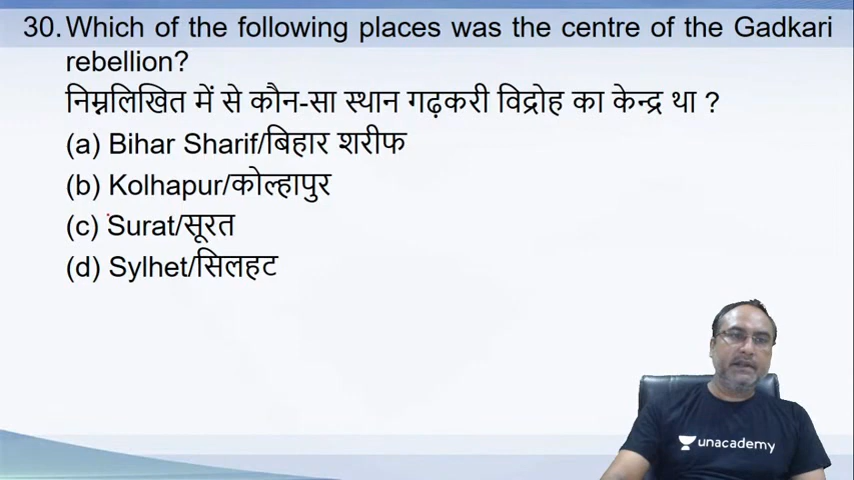 30. Which of the following places was the centre of the Gadkari
rebellion?
निम्नलिखित में से कौन-सा स्थान गढ़करी विद्रोह का केन्द्र था ?
(a) Bihar Sharif/बिहार शरीफ
(b) Kolhapur/कोल्हापुर
(c) Surat/सूरत
(d) Sylhet/सिलहट
unacademy